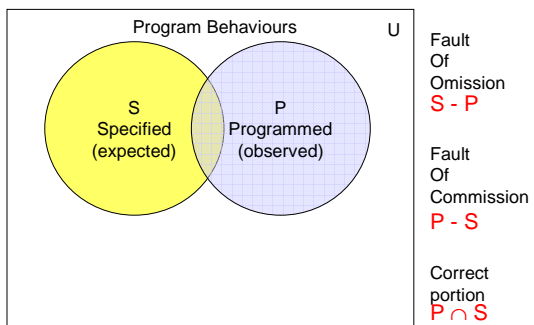 Program Behaviours
U
S
Specified
(expected)
P
Programmed
(observed)
Fault
Of
Omission
S - P
Fault
Of
Commission
P - S
Correct
portion
P ∩ S